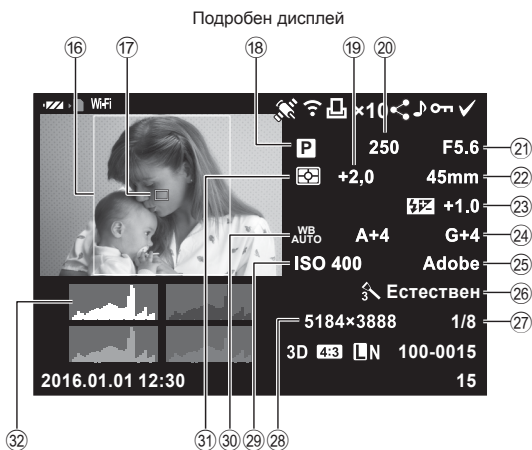 Подробен дисплей
⑯ ⑰ ⑱ ⑲ ⑳
Wi-Fi ×10
P 250 F5.6 ㉑
+2,0 45mm ㉒
+1.0 ㉓
WB AUTO A+4 G+4 ㉔
ISO 400 Adobe ㉕
3 Естествен ㉖
5184×3888 1/8 ㉗
3D 4:3 LN 100-0015
2016.01.01 12:30 15
㉜ ㉛ ㉚ ㉙ ㉘